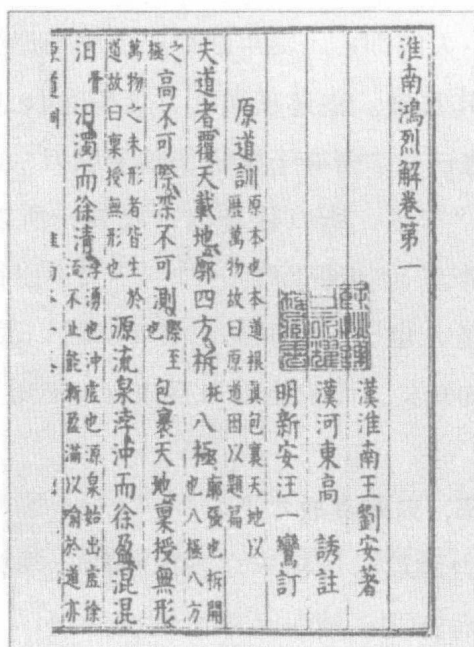 淮南鴻烈解卷第一
漢淮南王劉安著
漢河東高 誘註
明新安汪一鸞訂
原道訓 原本也本道根真包裹天地以
歷萬物故曰原道因以題篇
夫道者覆天載地廓四方柝 托 八極 廓張也柝開
也八極八方
之
極 高不可際深不可測 際至
也 包裹天地稟授無形
萬物之未形者皆生於
道故曰稟授無形也 源流泉浡沖而徐盈混混
汩 骨 汩濁而徐清 浡湧也沖虛也源泉始出虛徐
流不止能漸盈滿以喻於道亦